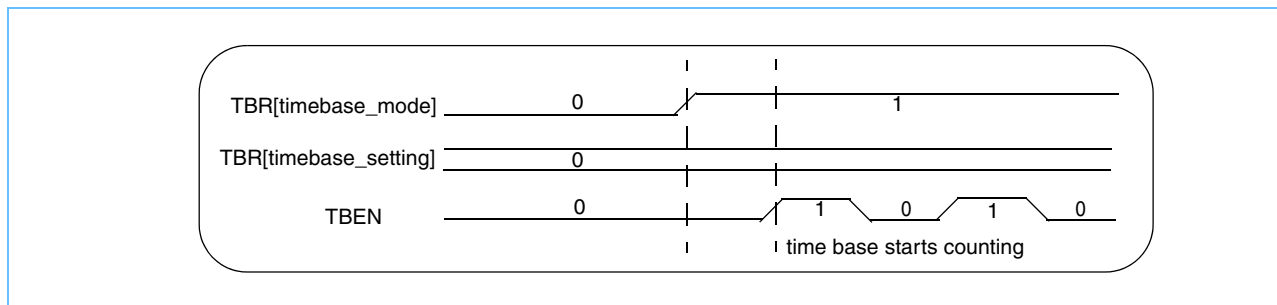 TBR[timebase_mode] 0 1
TBR[timebase_setting] 0
TBEN 0 1 0 1 0
time base starts counting